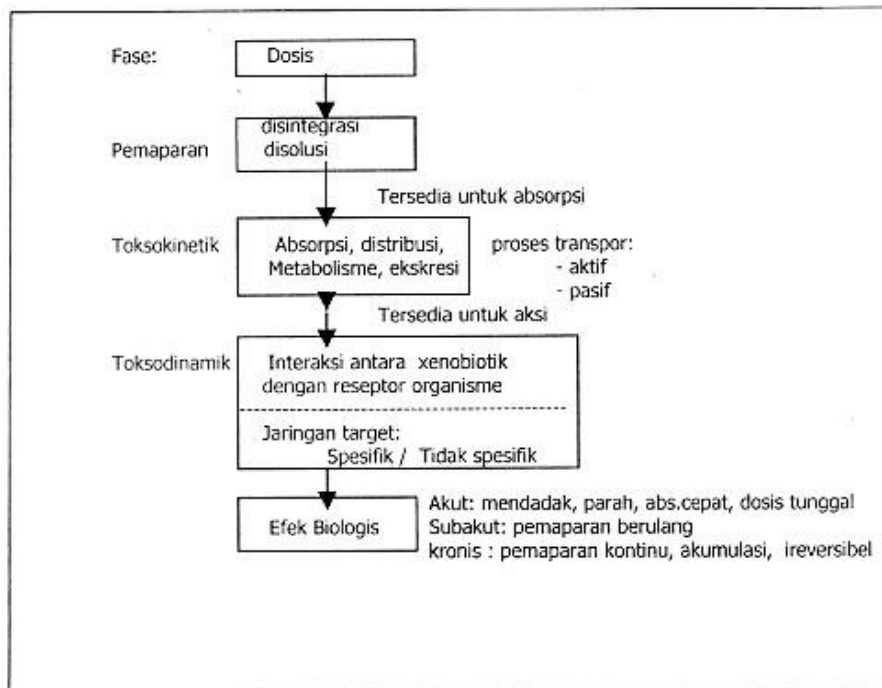 Fase:
Dosis
Pemaparan
disintegrasi
disolusi
Tersedia untuk absorpsi
Toksokinetik
Absorpsi, distribusi,
Metabolisme, ekskresi
proses transpor:
- aktif
- pasif
Tersedia untuk aksi
Toksodinamik
Interaksi antara xenobiotik
dengan reseptor organisme
Jaringan target:
Spesifik / Tidak spesifik
Efek Biologis
Akut: mendadak, parah, abs.cepat, dosis tunggal
Subakut: pemaparan berulang
kronis : pemaparan kontinu, akumulasi, ireversibel